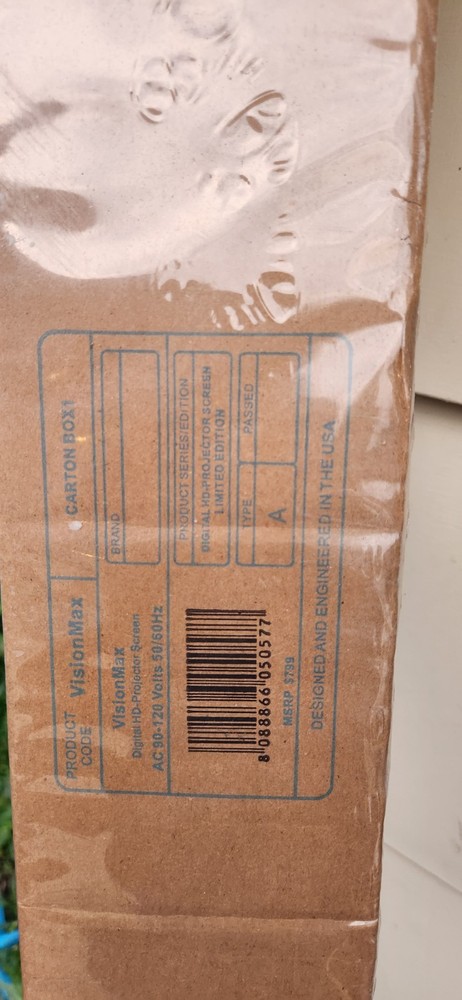 PRODUCT
CODE
VisionMax
CARTON BOX1
VisionMax
Digital HD-Projector Screen
AC 90-120 Volts 50/60Hz
BRAND
PRODUCT SERIES/EDITION
DIGITAL HD-PROJECTOR SCREEN
LIMITED EDITION
TYPE
PASSED
A
8 088866 050577
MSRP $799
DESIGNED AND ENGINEERED IN THE USA